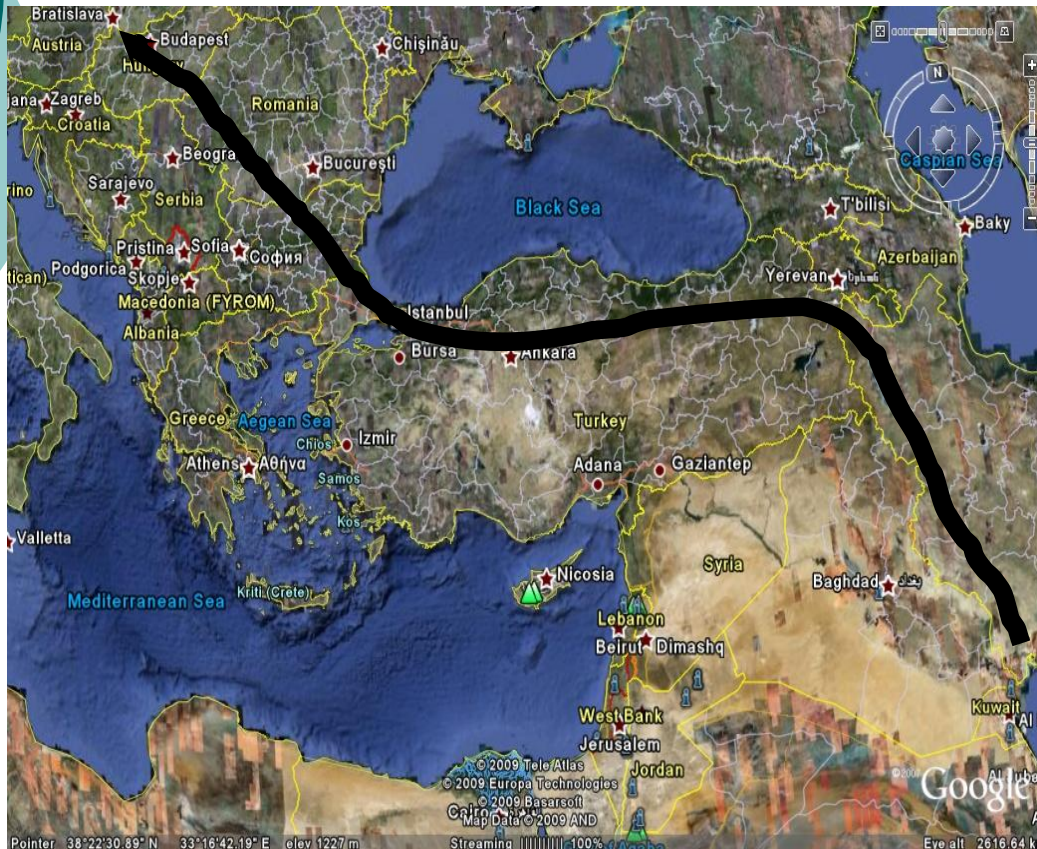 Bratislava
Austria
Budapest
Hungary
Chişinău
Zagreb
Croatia
Romania
Beogra
Bucureşti
Sarajevo
Serbia
Black Sea
Caspian Sea
N
T'bilisi
Baky
Azerbaijan
Yerevan
Pristina
Sofia
София
Podgorica
Skopje
Macedonia (FYROM)
Albania
Istanbul
Bursa
Ankara
Greece
Aegean Sea
Chios
Izmir
Turkey
Athens
Αθήνα
Samos
Adana
Gaziantep
Kos
Valletta
Nicosia
Syria
Baghdad
بغداد
Kriti (Crete)
Mediterranean Sea
Lebanon
Beirut
Dimashq
West Bank
Kuwait
Al
Jerusalem
Jordan
© 2009 Tele Atlas
© 2009 Europa Technologies
© 2009 Basarsoft
Map Data © 2009 AND
Google
Pointer 38°22'30.89" N 33°16'42.19" E elev 1227 m
Streaming |||||||||| 100%
Eye alt 2616.64 k